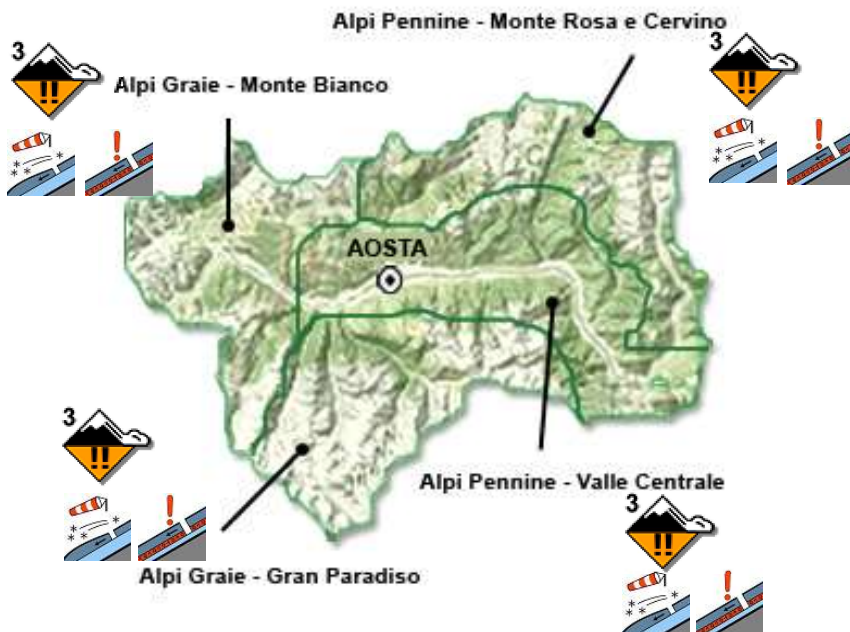 Alpi Pennine - Monte Rosa e Cervino
3
3
Alpi Graie - Monte Bianco
!!
!!
!
!
AOSTA
3
!!
Alpi Pennine - Valle Centrale
!
3
!!
Alpi Graie - Gran Paradiso
!